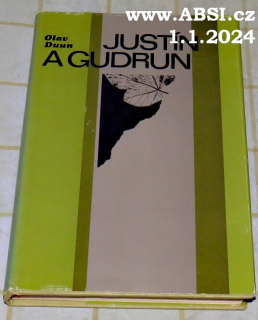 www.ABSI.cz
1.1.2024
Olav
Duun
JUSTIN
A GUDRUN